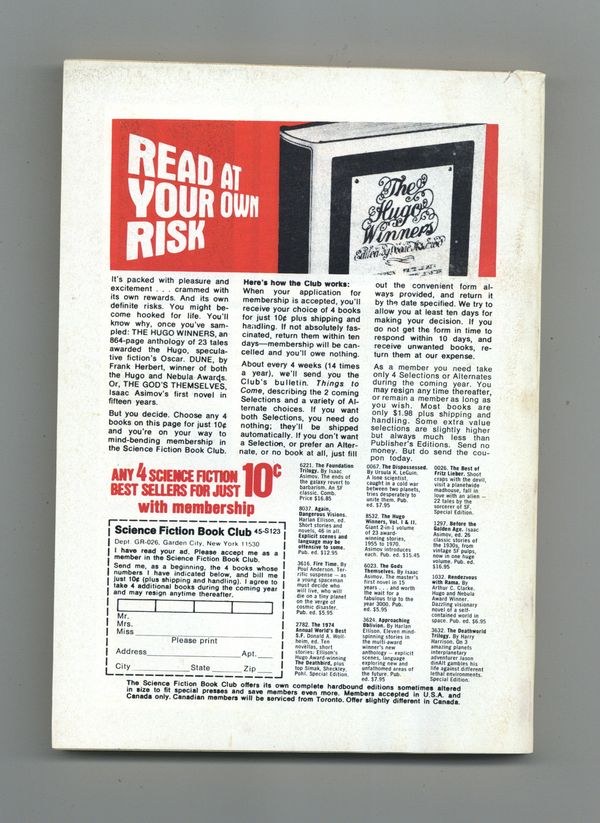 READ AT
YOUR OWN
RISK
The
Hugo
Winners
Edited by Isaac Asimov
It's packed with pleasure and
excitement . . . crammed with
its own rewards. And its own
definite risks. You might be-
come hooked for life. You'll
know why, once you've sam-
pled: THE HUGO WINNERS, an
864-page anthology of 23 tales
awarded the Hugo, specula-
tive fiction's Oscar. DUNE, by
Frank Herbert, winner of both
the Hugo and Nebula Awards.
Or, THE GOD'S THEMSELVES,
Isaac Asimov's first novel in
fifteen years.
But you decide. Choose any 4
books on this page for just 10¢
and you're on your way to
mind-bending membership in
the Science Fiction Book Club.
Here's how the Club works:
When your application for
membership is accepted, you'll
receive your choice of 4 books
for just 10¢ plus shipping and
handling. If not absolutely fas-
cinated, return them within ten
days—membership will be can-
celled and you'll owe nothing.
About every 4 weeks (14 times
a year), we'll send you the
Club's bulletin. Things to
Come, describing the 2 coming
Selections and a variety of Al-
ternate choices. If you want
both Selections, you need do
nothing; they'll be shipped
automatically. If you don't want
a Selection, or prefer an Alter-
nate, or no book at all, just fill
out the convenient form al-
ways provided, and return it
by the date specified. We try to
allow you at least ten days for
making your decision. If you
do not get the form in time to
respond within 10 days, and
receive unwanted books, re-
turn them at our expense.
As a member you need take
only 4 Selections or Alternates
during the coming year. You
may resign any time thereafter,
or remain a member as long as
you wish. Most books are
only $1.98 plus shipping and
handling. Some extra value
selections are slightly higher
but always much less than
Publisher's Editions. Send no
money. But do send the cou-
pon today.
ANY 4 SCIENCE FICTION
BEST SELLERS FOR JUST 10¢
with membership
Science Fiction Book Club 45-S123
Dept GR-026, Garden City, New York 11530
I have read your ad. Please accept me as a
member in the Science Fiction Book Club.
Send me, as a beginning, the 4 books whose
numbers I have indicated below, and bill me
just 10¢ (plus shipping and handling). I agree to
take 4 additional books during the coming year
and may resign anytime thereafter.
Mr.
Mrs.
Miss
Please print
Address Apt.
City State Zip
6221. The Foundation
Trilogy. By Isaac
Asimov. The ends of
the galaxy revert to
barbarism. An SF
classic. Comb.
Price $16.85
8037. Again,
Dangerous Visions.
Harlan Ellison, ed.
Short stories and
novels, 46 in all.
Explicit scenes and
language may be
offensive to some.
Pub. ed. $12.95
3616. Fire Time. By
Poul Anderson. Ter-
rific suspense — as
a young spaceman
must decide who
will live, who will
die on a tiny planet
on the verge of
cosmic disaster.
Pub. ed. $5.95
2782. The 1974
Annual World's Best
S.F. Donald A. Woll-
heim, ed. Ten
novellas, short
stories: Ellison's
Hugo Award-winning
The Deathbird, plus
top Simak, Sheckley,
Pohl. Special Edition.
0067. The Dispossessed.
By Ursula K. LeGuin.
A lone scientist
caught in a cold war
between two planets,
tries desperately to
unite them. Pub.
ed. $7.95
8532. The Hugo
Winners, Vol. I & II.
Giant 2-in-1 volume
of 23 award-
winning stories,
1955 to 1970.
Asimov introduces
each. Pub. ed. $15.45
6023. The Gods
Themselves. By Isaac
Asimov. The master's
first novel in 15
years . . . and worth
the wait for a
fabulous trip to the
year 3000. Pub.
ed. $5.95
3624. Approaching
Oblivion. By Harlan
Ellison. Eleven mind-
spinning stories in
the multi-award
winner's new
anthology — explicit
scenes, language
exploring new and
unfathomed areas of
the future. Pub.
ed. $7.95
0026. The Best of
Fritz Lieber. Shoot
craps with the devil,
visit a planetwide
madhouse, fall in
love with an alien —
22 tales by the
sorcerer of SF.
Special Edition.
1297. Before the
Golden Age. Isaac
Asimov, ed. 26
classic stories of
the 1930s, from
vintage SF pulps,
now in one huge
volume. Pub. ed.
$16.95
1032. Rendezvous
with Rama. By
Arthur C. Clarke.
Hugo and Nebula
Award Winner.
Dazzling visionary
novel of a self-
contained world in
space. Pub. ed. $6.95
3632. The Deathworld
Trilogy. By Harry
Harrison. On 3
amazing planets
interplanetary
adventurer Jason
dinAlt gambles his
life against different
lethal environments.
Special Edition.
The Science Fiction Book Club offers its own complete hardbound editions sometimes altered
in size to fit special presses and save members even more. Members accepted in U.S.A. and
Canada only. Canadian members will be serviced from Toronto. Offer slightly different in Canada.